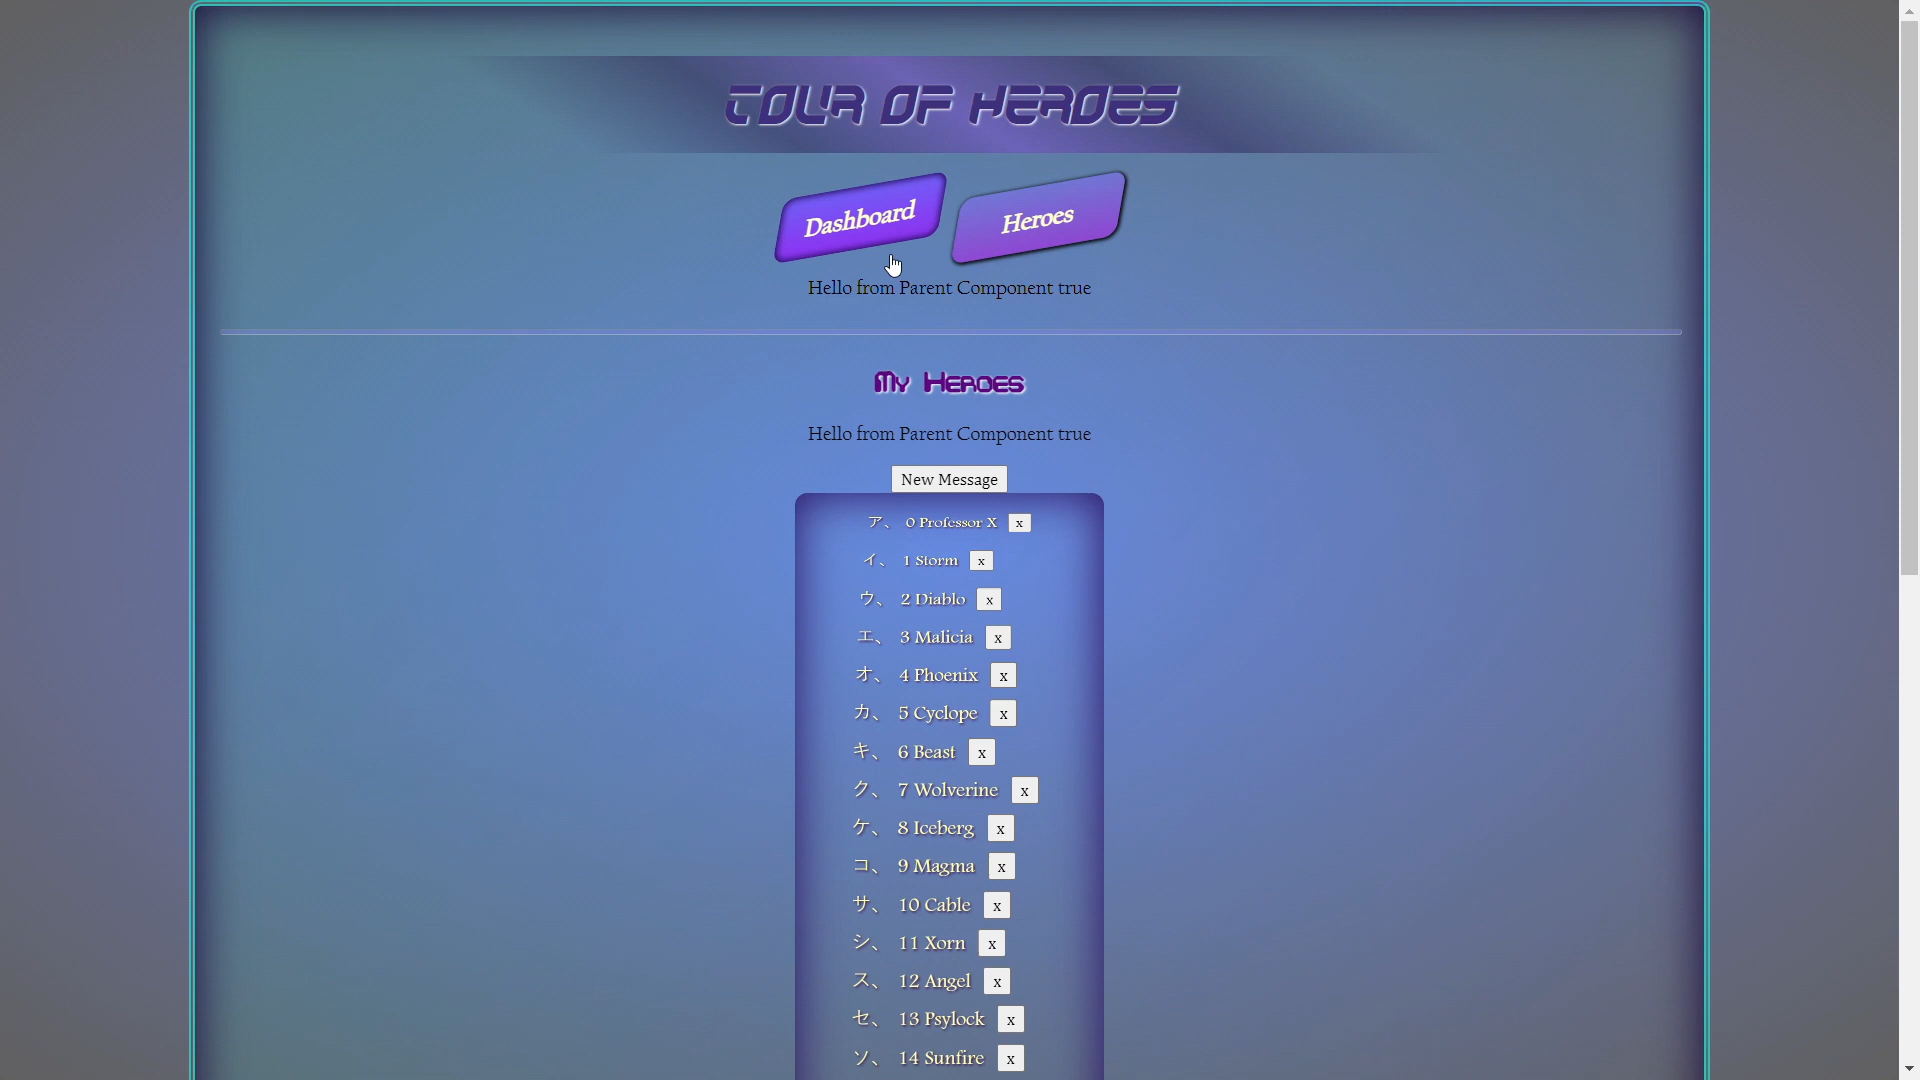 TOUR OF HEROES
Dashboard
Heroes
Hello from Parent Component true
My Heroes
Hello from Parent Component true
New Message
ア、 0 Professor X x
イ、 1 Storm x
ウ、 2 Diablo x
エ、 3 Malicia x
オ、 4 Phoenix x
カ、 5 Cyclope x
キ、 6 Beast x
ク、 7 Wolverine x
ケ、 8 Iceberg x
コ、 9 Magma x
サ、 10 Cable x
シ、 11 Xorn x
ス、 12 Angel x
セ、 13 Psylock x
ソ、 14 Sunfire x